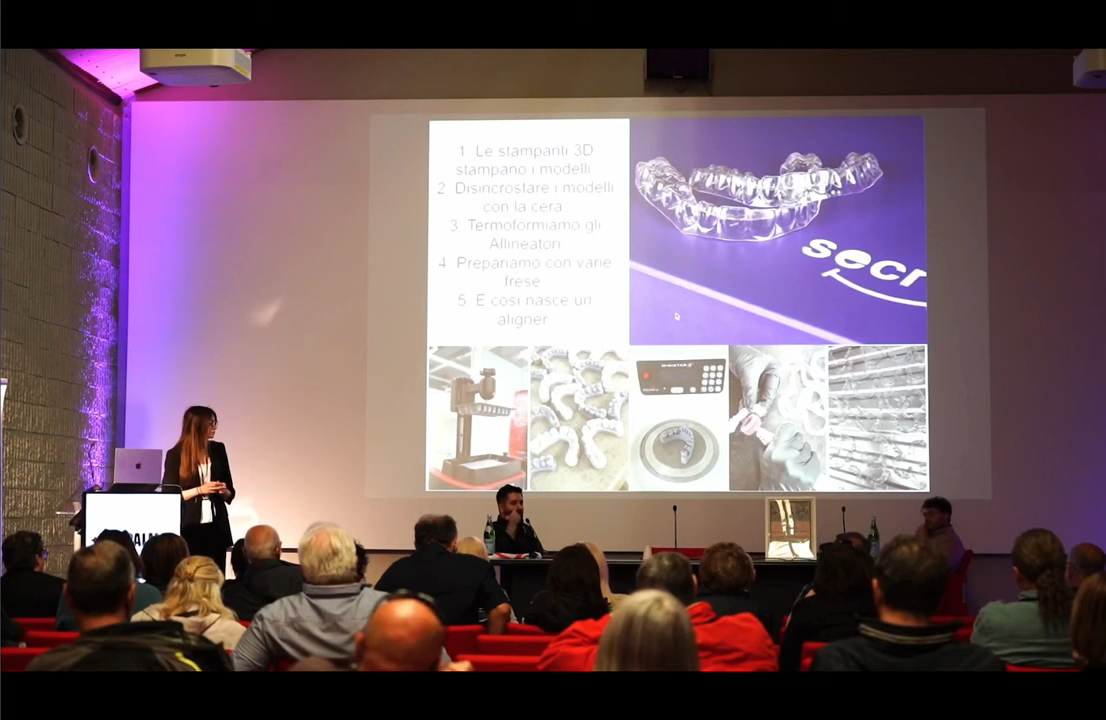 1 Le stampanti 3D
stampano i modelli
2 Disincrostare i modelli
con la cera
3 Termoformiamo gli
Allineatori
4 Prepariamo con varie
frese
5. E così nasce un
aligner
secr
EPSON